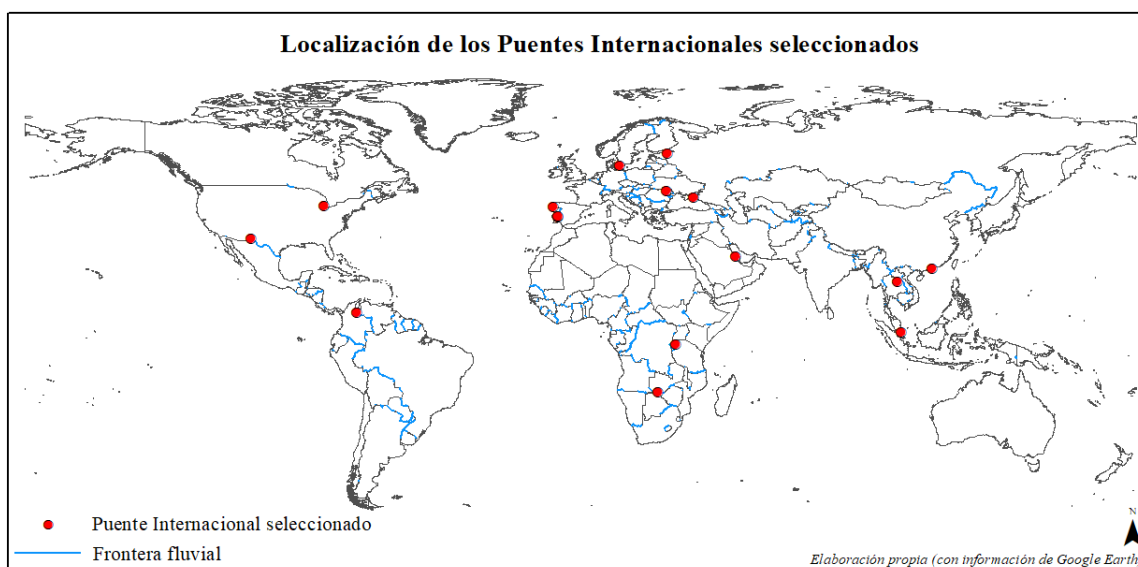 Localización de los Puentes Internacionales seleccionados
Puente Internacional seleccionado
Frontera fluvial
N
Elaboración propia (con información de Google Earth)